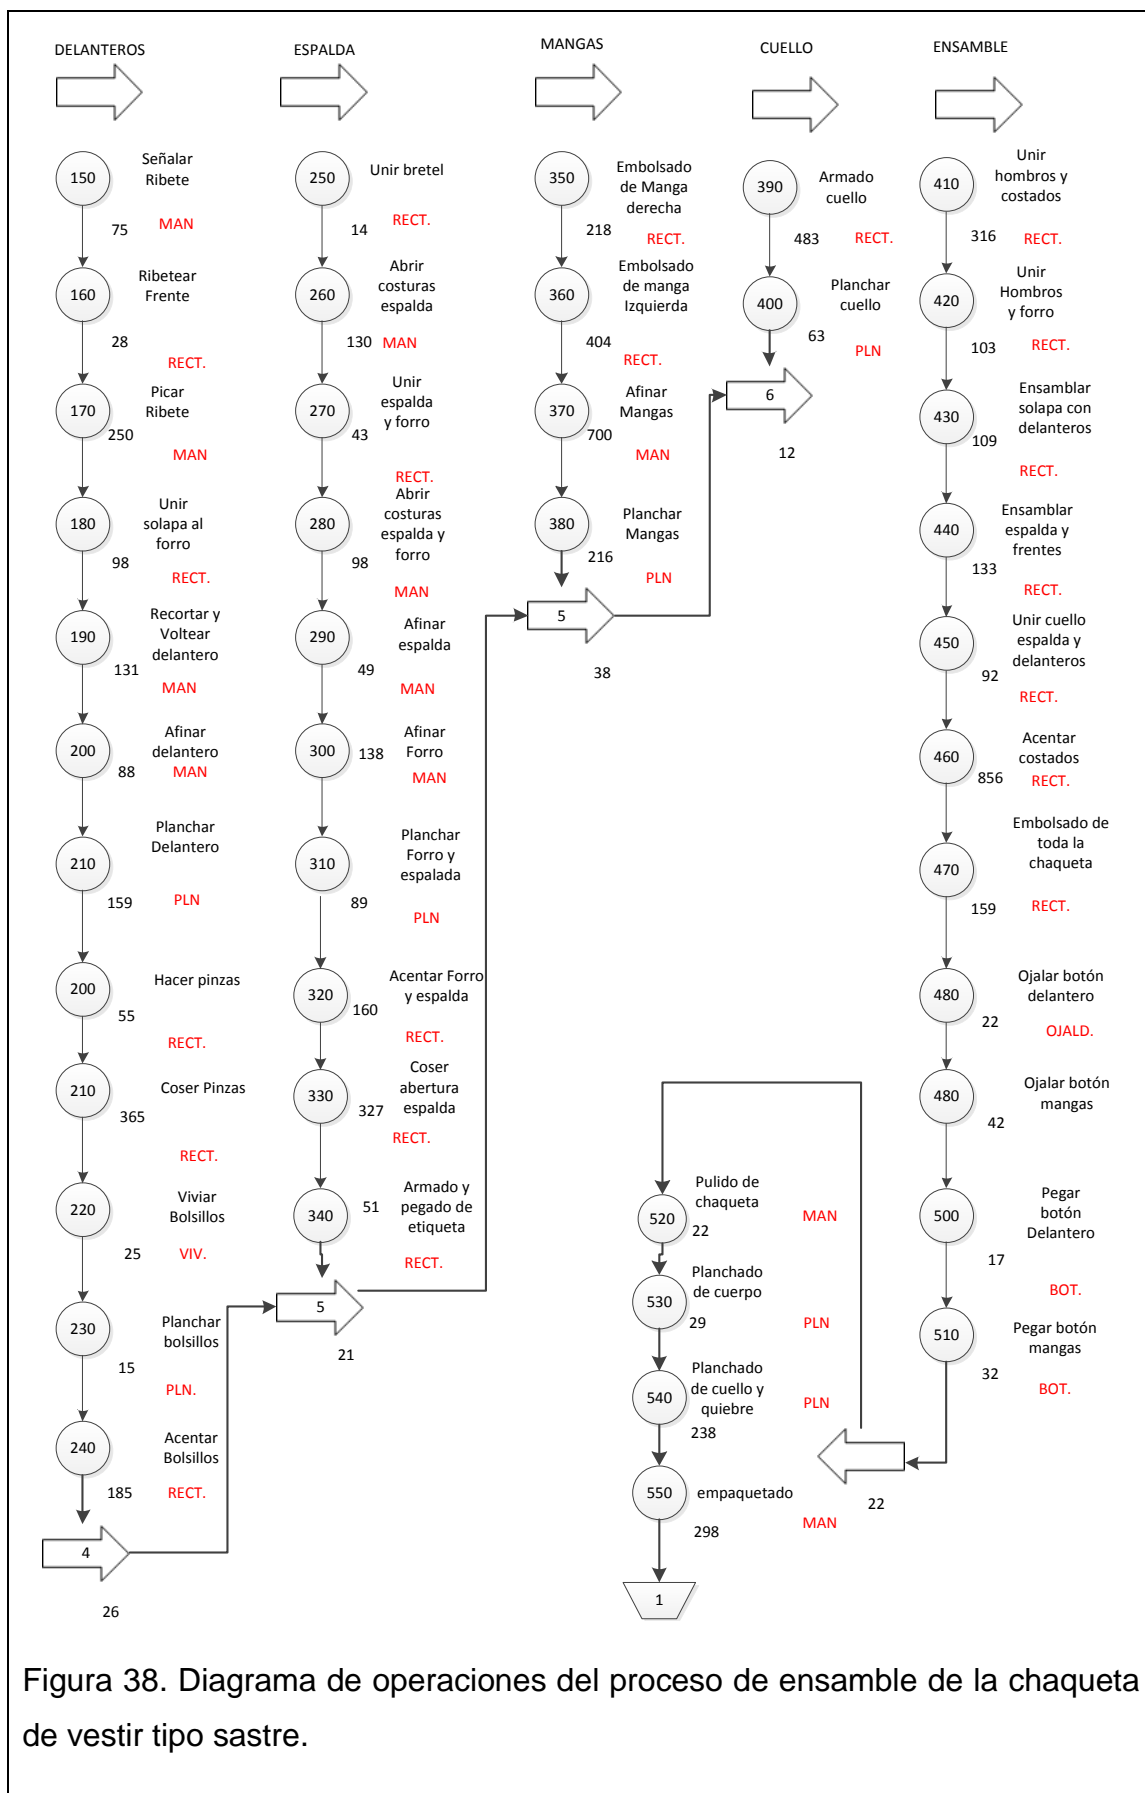 DELANTEROS
150
Señalar
Ribete
75
MAN
160
Ribetear
Frente
28
RECT.
170
Picar
Ribete
250
MAN
180
Unir
solapa al
forro
98
RECT.
190
Recortar y
Voltear
delantero
131
MAN
200
Afinar
delantero
88
MAN
210
Planchar
Delantero
159
PLN
200
Hacer pinzas
55
RECT.
210
Coser Pinzas
365
RECT.
220
Viviar
Bolsillos
25
VIV.
230
Planchar
bolsillos
15
PLN.
240
Acentar
Bolsillos
185
RECT.
4
26
ESPALDA
250
Unir bretel
14
RECT.
260
Abrir
costuras
espalda
130
MAN
270
Unir
espalda
y forro
43
RECT.
280
Abrir
costuras
espalda y
forro
98
MAN
290
Afinar
espalda
49
MAN
300
Afinar
Forro
138
MAN
310
Planchar
Forro y
espalada
89
PLN
320
Acentar Forro
y espalda
160
RECT.
330
Coser
abertura
espalda
327
RECT.
340
Armado y
pegado de
etiqueta
51
RECT.
5
21
MANGAS
350
Embolsado
de Manga
derecha
218
RECT.
360
Embolsado
de manga
Izquierda
404
RECT.
370
Afinar
Mangas
700
MAN
380
Planchar
Mangas
216
PLN
5
38
CUELLO
390
Armado
cuello
483
RECT.
400
Planchar
cuello
63
PLN
6
12
ENSAMBLE
410
Unir
hombros y
costados
316
RECT.
420
Unir
Hombros
y forro
103
RECT.
430
Ensamblar
solapa con
delanteros
109
RECT.
440
Ensamblar
espalda y
frentes
133
RECT.
450
Unir cuello
espalda y
delanteros
92
RECT.
460
Acentar
costados
856
RECT.
470
Embolsado de
toda la
chaqueta
159
RECT.
480
Ojalar botón
delantero
22
OJALD.
480
Ojalar botón
mangas
42
500
Pegar
botón
Delantero
17
BOT.
510
Pegar botón
mangas
32
BOT.
22
520
Pulido de
chaqueta
22
MAN
530
Planchado
de cuerpo
29
PLN
540
Planchado
de cuello y
quiebre
238
PLN
550
empaquetado
298
MAN
1
Figura 38. Diagrama de operaciones del proceso de ensamble de la chaqueta
de vestir tipo sastre.